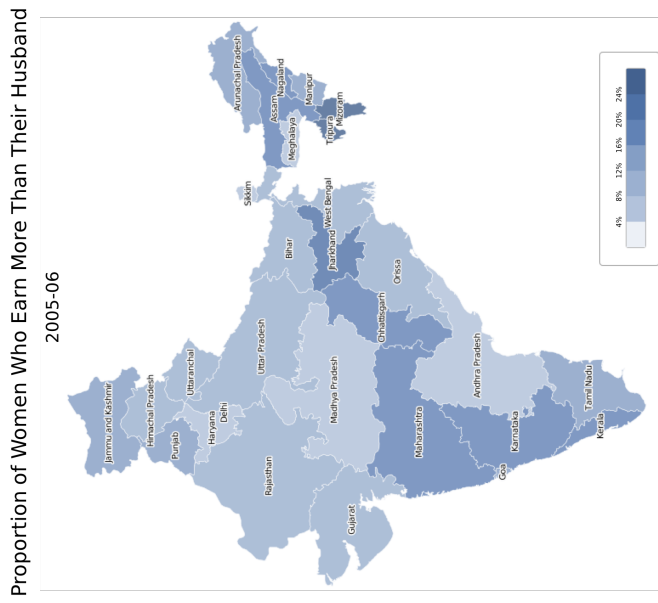 Proportion of Women Who Earn More Than Their Husband
2005-06
Jammu and Kashmir
Himachal Pradesh
Punjab
Uttaranchal
Haryana
Delhi
Rajasthan
Uttar Pradesh
Bihar
Sikkim
Arunachal Pradesh
Assam
Nagaland
Meghalaya
Manipur
Tripura
Mizoram
West Bengal
Jharkhand
Orissa
Chhattisgarh
Madhya Pradesh
Gujarat
Maharashtra
Andhra Pradesh
Karnataka
Goa
Tamil Nadu
Kerala
4%
8%
12%
16%
20%
24%